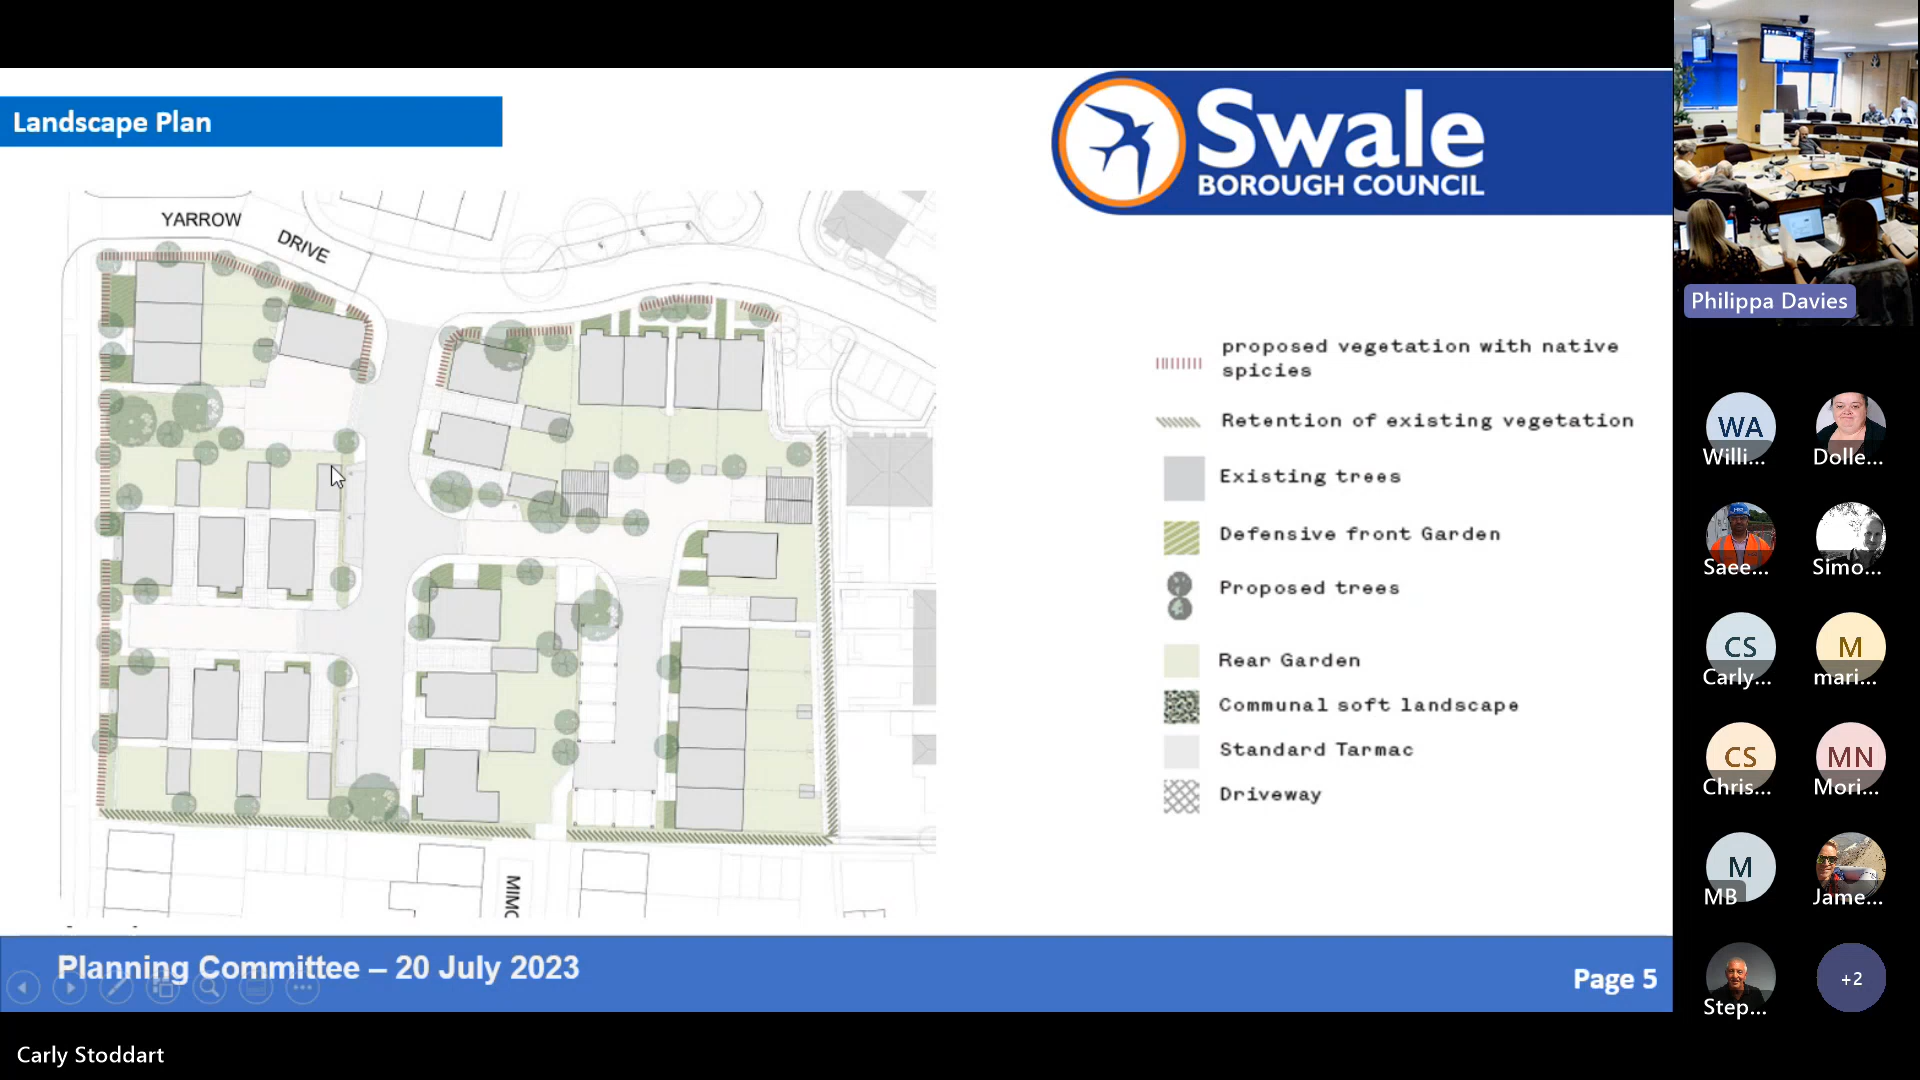 Landscape Plan
Swale
BOROUGH COUNCIL
YARROW
DRIVE
MIMO
proposed vegetation with native
spicies
Retention of existing vegetation
Existing trees
Defensive front Garden
Proposed trees
Rear Garden
Communal soft landscape
Standard Tarmac
Driveway
Planning Committee – 20 July 2023
Page 5
Carly Stoddart
Philippa Davies
WA
Willi...
Dolle...
Saee...
Simo...
CS
Carly...
M
mari...
CS
Chris...
MN
Mori...
M
MB
Jame...
Step...
+2